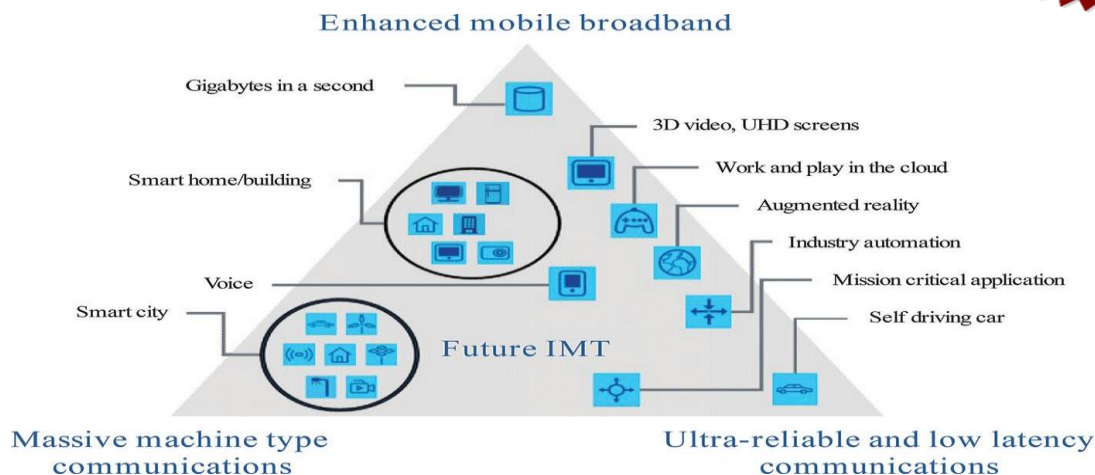 Enhanced mobile broadband
Gigabytes in a second
3D video, UHD screens
Work and play in the cloud
Smart home/building
Augmented reality
Industry automation
Mission critical application
Voice
Smart city
Self driving car
Future IMT
Massive machine type
communications
Ultra-reliable and low latency
communications